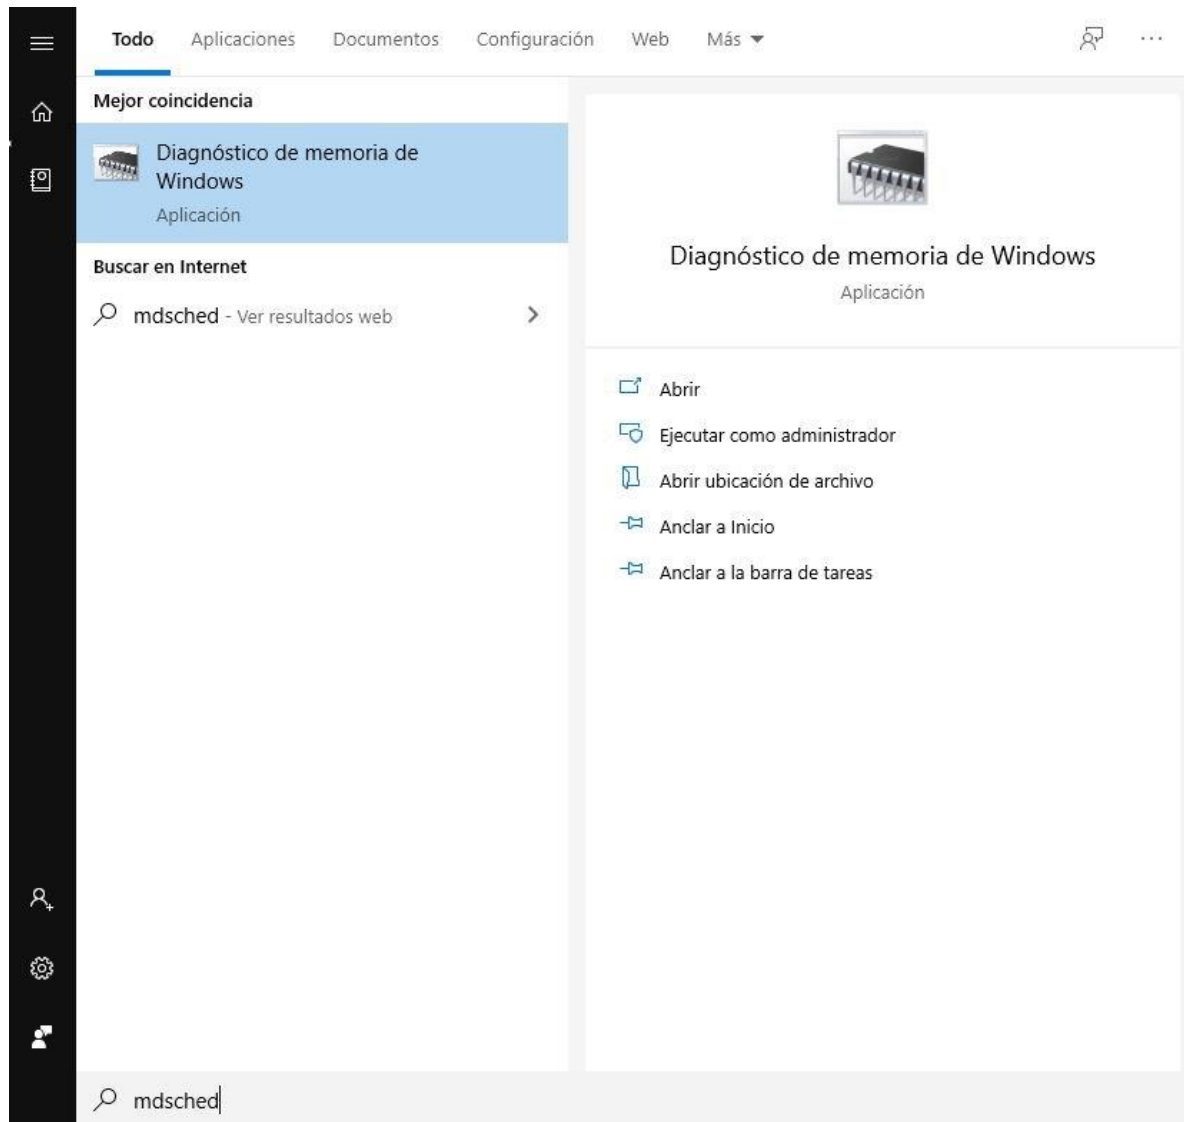 Todo Aplicaciones Documentos Configuración Web Más
Mejor coincidencia
Diagnóstico de memoria de
Windows
Aplicación
Buscar en Internet
mdsched - Ver resultados web
Diagnóstico de memoria de Windows
Aplicación
Abrir
Ejecutar como administrador
Abrir ubicación de archivo
Anclar a Inicio
Anclar a la barra de tareas
mdsched